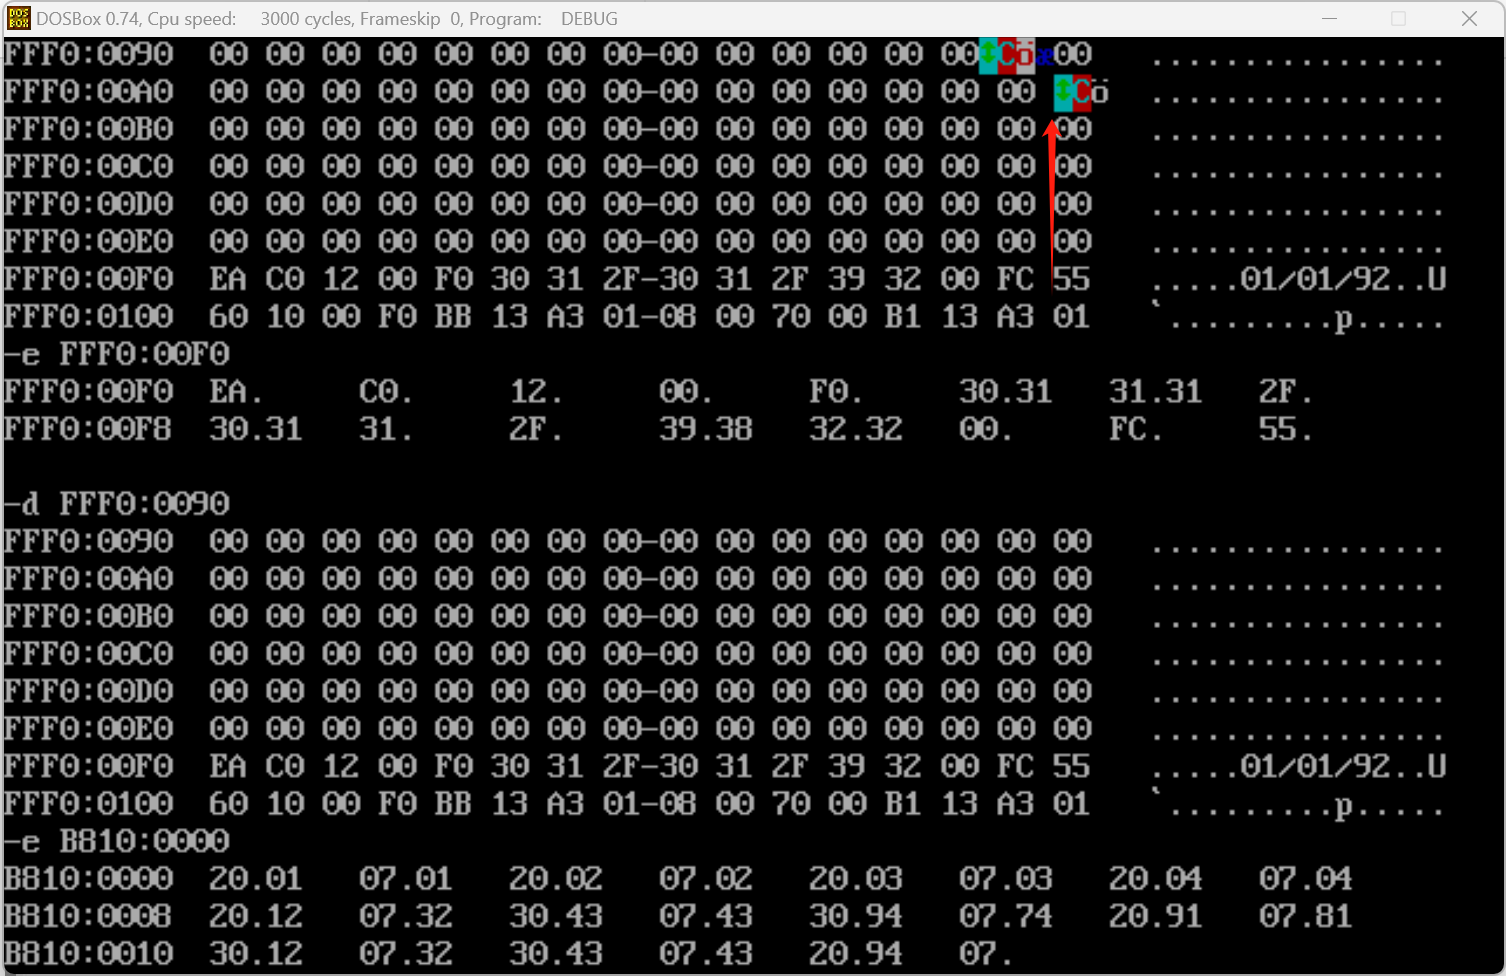 DOSBox 0.74, Cpu speed: 3000 cycles, Frameskip 0, Program: DEBUG
FFF0:0090 00 00 00 00 00 00 00 00-00 00 00 00 00 00↕Cöæ00 ................
FFF0:00A0 00 00 00 00 00 00 00 00-00 00 00 00 00 00 00 ↕Cö ................
FFF0:00B0 00 00 00 00 00 00 00 00-00 00 00 00 00 00 00 00 ................
FFF0:00C0 00 00 00 00 00 00 00 00-00 00 00 00 00 00 00 00 ................
FFF0:00D0 00 00 00 00 00 00 00 00-00 00 00 00 00 00 00 00 ................
FFF0:00E0 00 00 00 00 00 00 00 00-00 00 00 00 00 00 00 00 ................
FFF0:00F0 EA C0 12 00 F0 30 31 2F-30 31 2F 39 32 00 FC 55 .....01/01/92..U
FFF0:0100 60 10 00 F0 BB 13 A3 01-08 00 70 00 B1 13 A3 01 `.........p.....
-e FFF0:00F0
FFF0:00F0 EA. C0. 12. 00. F0. 30.31 31.31 2F.
FFF0:00F8 30.31 31. 2F. 39.38 32.32 00. FC. 55.
-d FFF0:0090
FFF0:0090 00 00 00 00 00 00 00 00-00 00 00 00 00 00 00 00 ................
FFF0:00A0 00 00 00 00 00 00 00 00-00 00 00 00 00 00 00 00 ................
FFF0:00B0 00 00 00 00 00 00 00 00-00 00 00 00 00 00 00 00 ................
FFF0:00C0 00 00 00 00 00 00 00 00-00 00 00 00 00 00 00 00 ................
FFF0:00D0 00 00 00 00 00 00 00 00-00 00 00 00 00 00 00 00 ................
FFF0:00E0 00 00 00 00 00 00 00 00-00 00 00 00 00 00 00 00 ................
FFF0:00F0 EA C0 12 00 F0 30 31 2F-30 31 2F 39 32 00 FC 55 .....01/01/92..U
FFF0:0100 60 10 00 F0 BB 13 A3 01-08 00 70 00 B1 13 A3 01 `.........p.....
-e B810:0000
B810:0000 20.01 07.01 20.02 07.02 20.03 07.03 20.04 07.04
B810:0008 20.12 07.32 30.43 07.43 30.94 07.74 20.91 07.81
B810:0010 30.12 07.32 30.43 07.43 20.94 07.